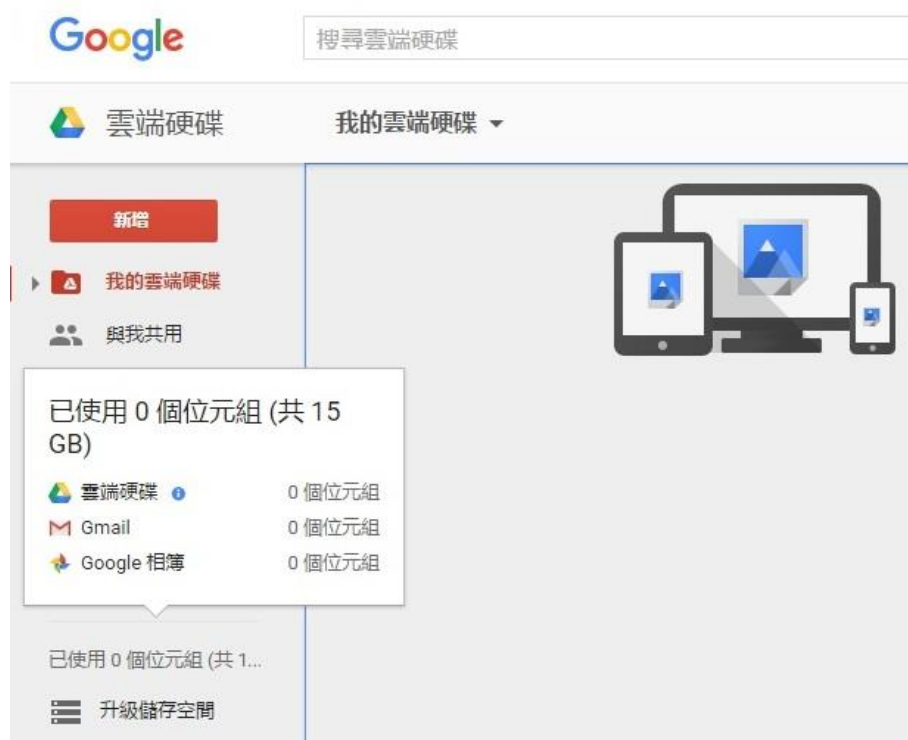 Google
搜尋雲端硬碟
雲端硬碟
我的雲端硬碟
新增
我的雲端硬碟
與我共用
已使用 0 個位元組 (共 15
GB)
雲端硬碟 0 個位元組
Gmail 0 個位元組
Google 相簿 0 個位元組
已使用 0 個位元組 (共 1...
升級儲存空間